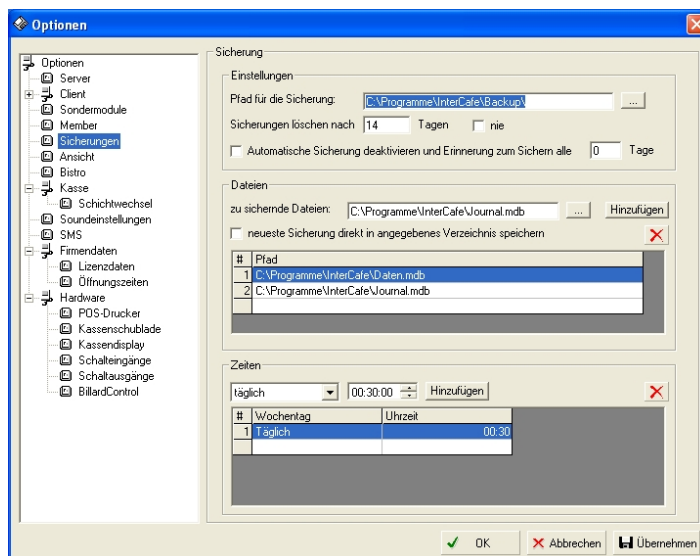 Optionen
Optionen
Server
Client
Sondermodule
Member
Sicherungen
Ansicht
Bistro
Kasse
Schichtwechsel
Soundeinstellungen
SMS
Firmendaten
Lizenzdaten
Öffnungszeiten
Hardware
POS-Drucker
Kassenschublade
Kassendisplay
Schalteingänge
Schaltausgänge
BillardControl
Sicherung
Einstellungen
Pfad für die Sicherung: C:\Programme\InterCafe\Backup\ ...
Sicherungen löschen nach 14 Tagen nie
Automatische Sicherung deaktivieren und Erinnerung zum Sichern alle 0 Tage
Dateien
zu sichernde Dateien: C:\Programme\InterCafe\Journal.mdb ... Hinzufügen
neueste Sicherung direkt in angegebenes Verzeichnis speichern
# Pfad
1 C:\Programme\InterCafe\Daten.mdb
2 C:\Programme\InterCafe\Journal.mdb
Zeiten
täglich 00:30:00 Hinzufügen
# Wochentag Uhrzeit
1 Täglich 00:30
OK Abbrechen Übernehmen